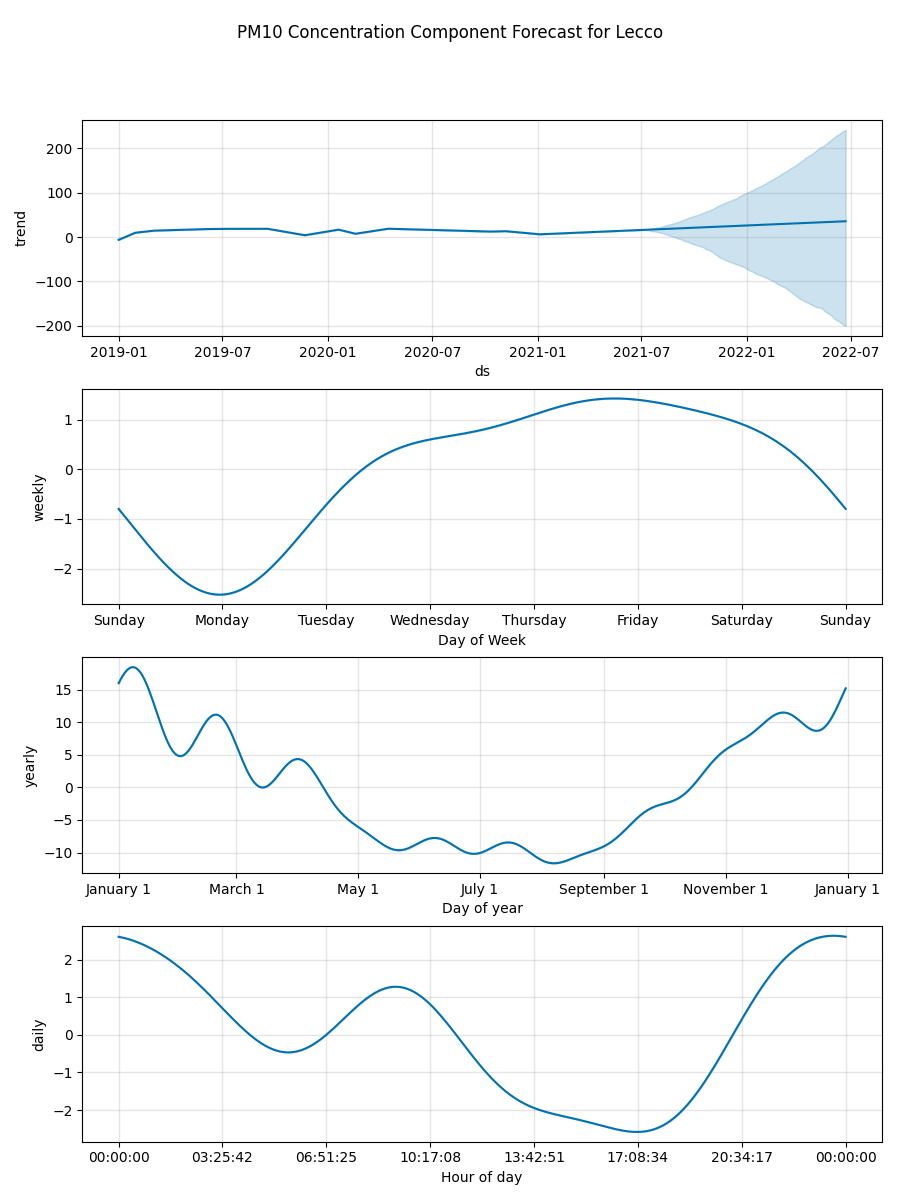 PM10 Concentration Component Forecast for Lecco
200
100
0
−100
−200
trend
2019-01 2019-07 2020-01 2020-07 2021-01 2021-07 2022-01 2022-07
ds
1
0
−1
−2
weekly
Sunday Monday Tuesday Wednesday Thursday Friday Saturday Sunday
Day of Week
15
10
5
0
−5
−10
yearly
January 1 March 1 May 1 July 1 September 1 November 1 January 1
Day of year
2
1
0
−1
−2
daily
00:00:00 03:25:42 06:51:25 10:17:08 13:42:51 17:08:34 20:34:17 00:00:00
Hour of day